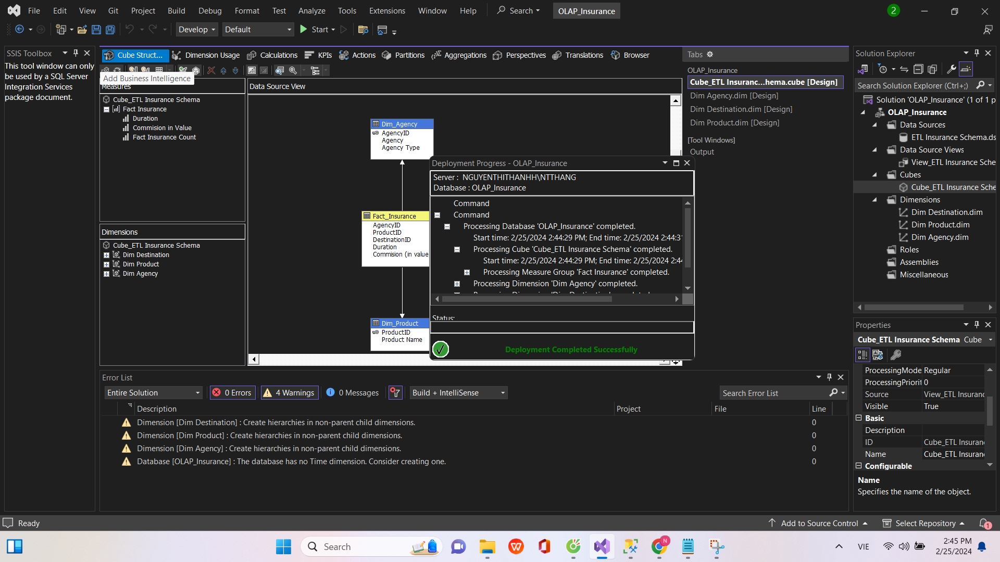 File Edit View Git Project Build Debug Format Test Analyze Tools Extensions Window Help Search OLAP_Insurance 2
Develop Default Start
SSIS Toolbox
This tool window can only
be used by a SQL Server
Integration Services
package document.
Cube Struct... Dimension Usage Calculations KPIs Actions Partitions Aggregations Perspectives Translations Browser
Add Business Intelligence
Measures
Cube_ETL Insurance Schema
Fact Insurance
Duration
Commision in Value
Fact Insurance Count
Dimensions
Cube_ETL Insurance Schema
Dim Destination
Dim Product
Dim Agency
Data Source View
Dim_Agency
AgencyID
Agency
Agency Type
Fact_Insurance
AgencyID
ProductID
DestinationID
Duration
Commision (in value
Dim_Product
ProductID
Product Name
Deployment Progress - OLAP_Insurance
Server : NGUYENTHITHANHH\NTTHANG
Database : OLAP_Insurance
Command
Command
Processing Database 'OLAP_Insurance' completed.
Start time: 2/25/2024 2:44:29 PM; End time: 2/25/2024 2:44:31
Processing Cube 'Cube_ETL Insurance Schema' completed.
Start time: 2/25/2024 2:44:29 PM; End time: 2/25/2024 2:44
Processing Measure Group 'Fact Insurance' completed.
Processing Dimension 'Dim Agency' completed.
Status:
Deployment Completed Successfully
Tabs
OLAP_Insurance
Cube_ETL Insuranc...hema.cube [Design]
Dim Agency.dim [Design]
Dim Destination.dim [Design]
Dim Product.dim [Design]
[Tool Windows]
Output
Solution Explorer
Search Solution Explorer (Ctrl+;)
Solution 'OLAP_Insurance' (1 of 1 p
OLAP_Insurance
Data Sources
ETL Insurance Schema.ds
Data Source Views
View_ETL Insurance Sche
Cubes
Cube_ETL Insurance Sche
Dimensions
Dim Destination.dim
Dim Product.dim
Dim Agency.dim
Roles
Assemblies
Miscellaneous
Properties
Cube_ETL Insurance Schema Cube
ProcessingMode Regular
ProcessingPriorit 0
Source View_ETL Insuranc
Visible True
Basic
Description
ID Cube_ETL Insuran
Name Cube_ETL Insuran
Configurable
Name
Specifies the name of the object.
Error List
Entire Solution 0 Errors 4 Warnings 0 Messages Build + IntelliSense Search Error List
Description Project File Line
Dimension [Dim Destination] : Create hierarchies in non-parent child dimensions. 0
Dimension [Dim Product] : Create hierarchies in non-parent child dimensions. 0
Dimension [Dim Agency] : Create hierarchies in non-parent child dimensions. 0
Database [OLAP_Insurance] : The database has no Time dimension. Consider creating one. 0
Ready Add to Source Control Select Repository 1
Search N VIE 2:45 PM
2/25/2024